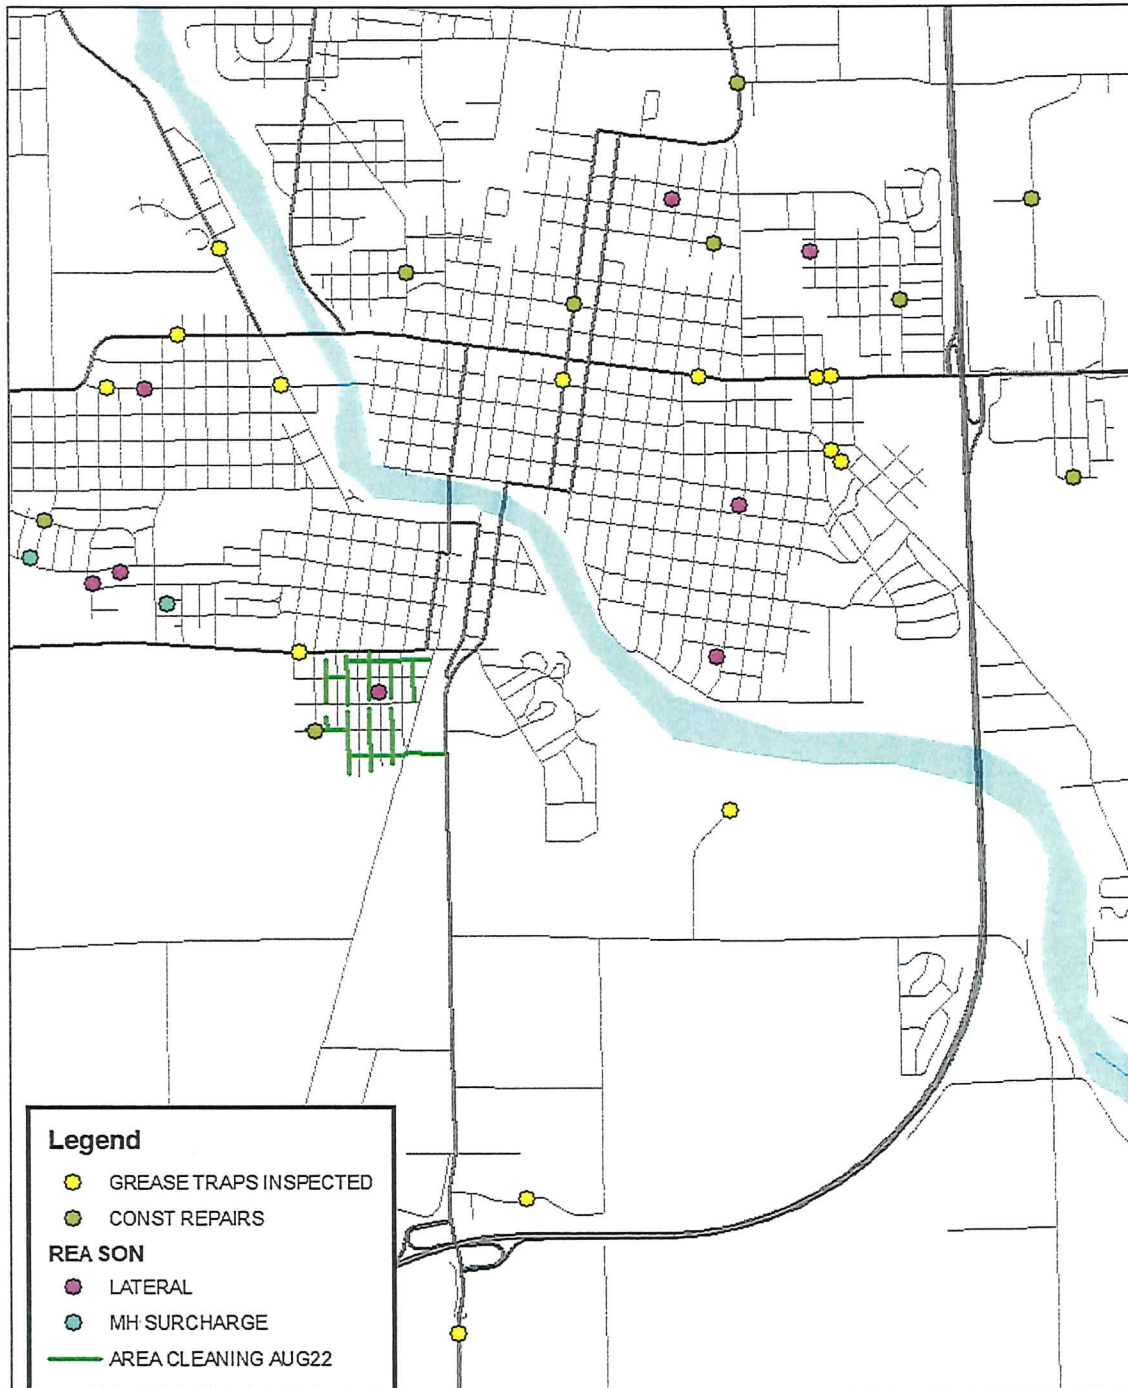 Legend
GREASE TRAPS INSPECTED
CONST REPAIRS
REA SON
LATERAL
MH SURCHARGE
AREA CLEANING AUG22